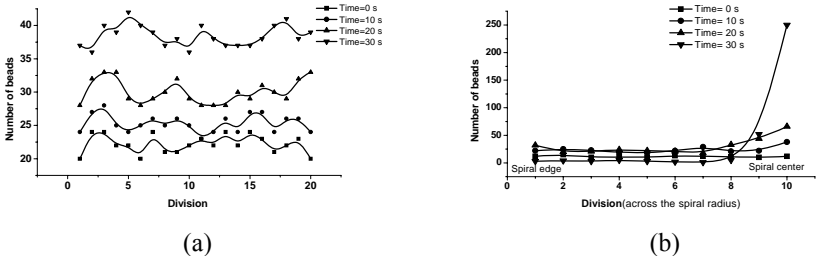 Time=0 s
Time=10 s
Time=20 s
Time=30 s
40
35
30
25
20
Number of beads
0
5
10
15
20
Division
(a)
Time= 0 s
Time= 10 s
Time= 20 s
Time= 30 s
250
200
150
100
50
0
Number of beads
Spiral edge
Spiral center
0
2
4
6
8
10
Division(across the spiral radius)
(b)